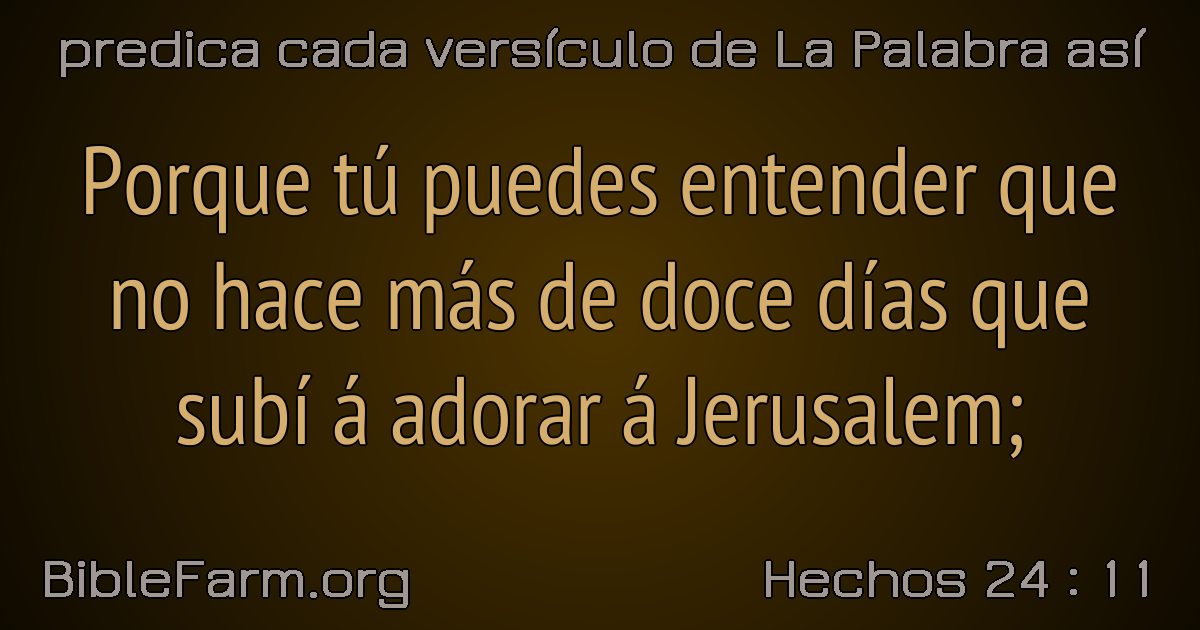 predica cada versículo de La Palabra así
Porque tú puedes entender que
no hace más de doce días que
subí á adorar á Jerusalem;
BibleFarm.org
Hechos 24 : 11